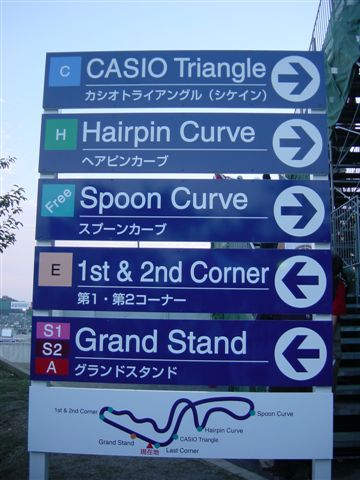 C CASIO Triangle
カシオトライアングル（シケイン）
H Hairpin Curve
ヘアピンカーブ
Free Spoon Curve
スプーンカーブ
E 1st & 2nd Corner
第1・第2コーナー
S1
S2
A
Grand Stand
グランドスタンド
1st & 2nd Corner
Spoon Curve
Hairpin Curve
Grand Stand
CASIO Triangle
現在地
Last Corner